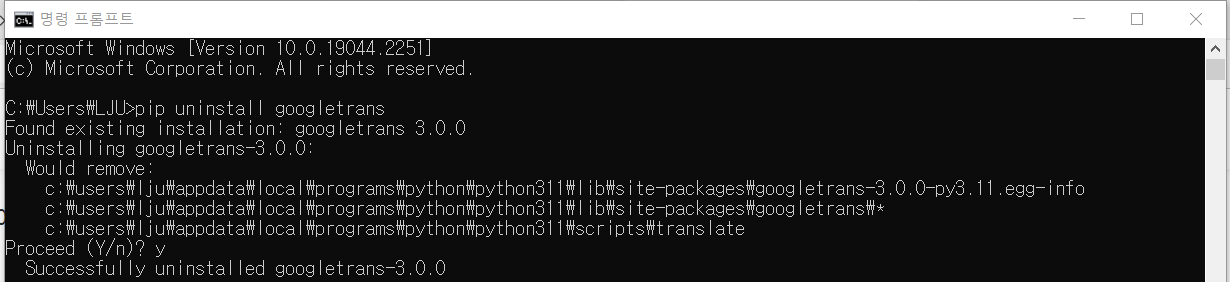 명령 프롬프트
Microsoft Windows [Version 10.0.19044.2251]
(c) Microsoft Corporation. All rights reserved.
C:₩Users₩LJU>pip uninstall googletrans
Found existing installation: googletrans 3.0.0
Uninstalling googletrans-3.0.0:
Would remove:
c:₩users₩lju₩appdata₩local₩programs₩python₩python311₩lib₩site-packages₩googletrans-3.0.0-py3.11.egg-info
c:₩users₩lju₩appdata₩local₩programs₩python₩python311₩lib₩site-packages₩googletrans₩*
c:₩users₩lju₩appdata₩local₩programs₩python₩python311₩scripts₩translate
Proceed (Y/n)? y
Successfully uninstalled googletrans-3.0.0